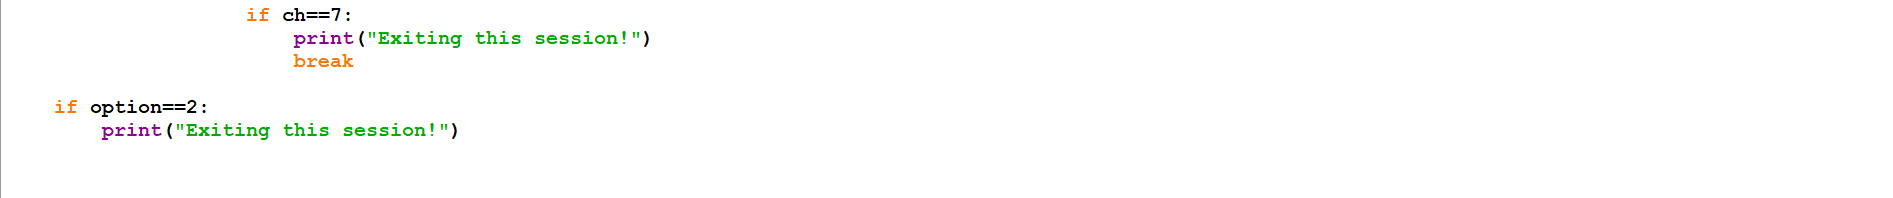 if ch==7:
print("Exiting this session!")
break
if option==2:
print("Exiting this session!")